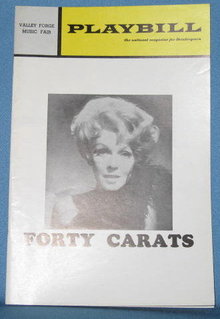 VALLEY FORGE
MUSIC FAIR
PLAYBILL
the national magazine for theatregoers
FORTY CARATS